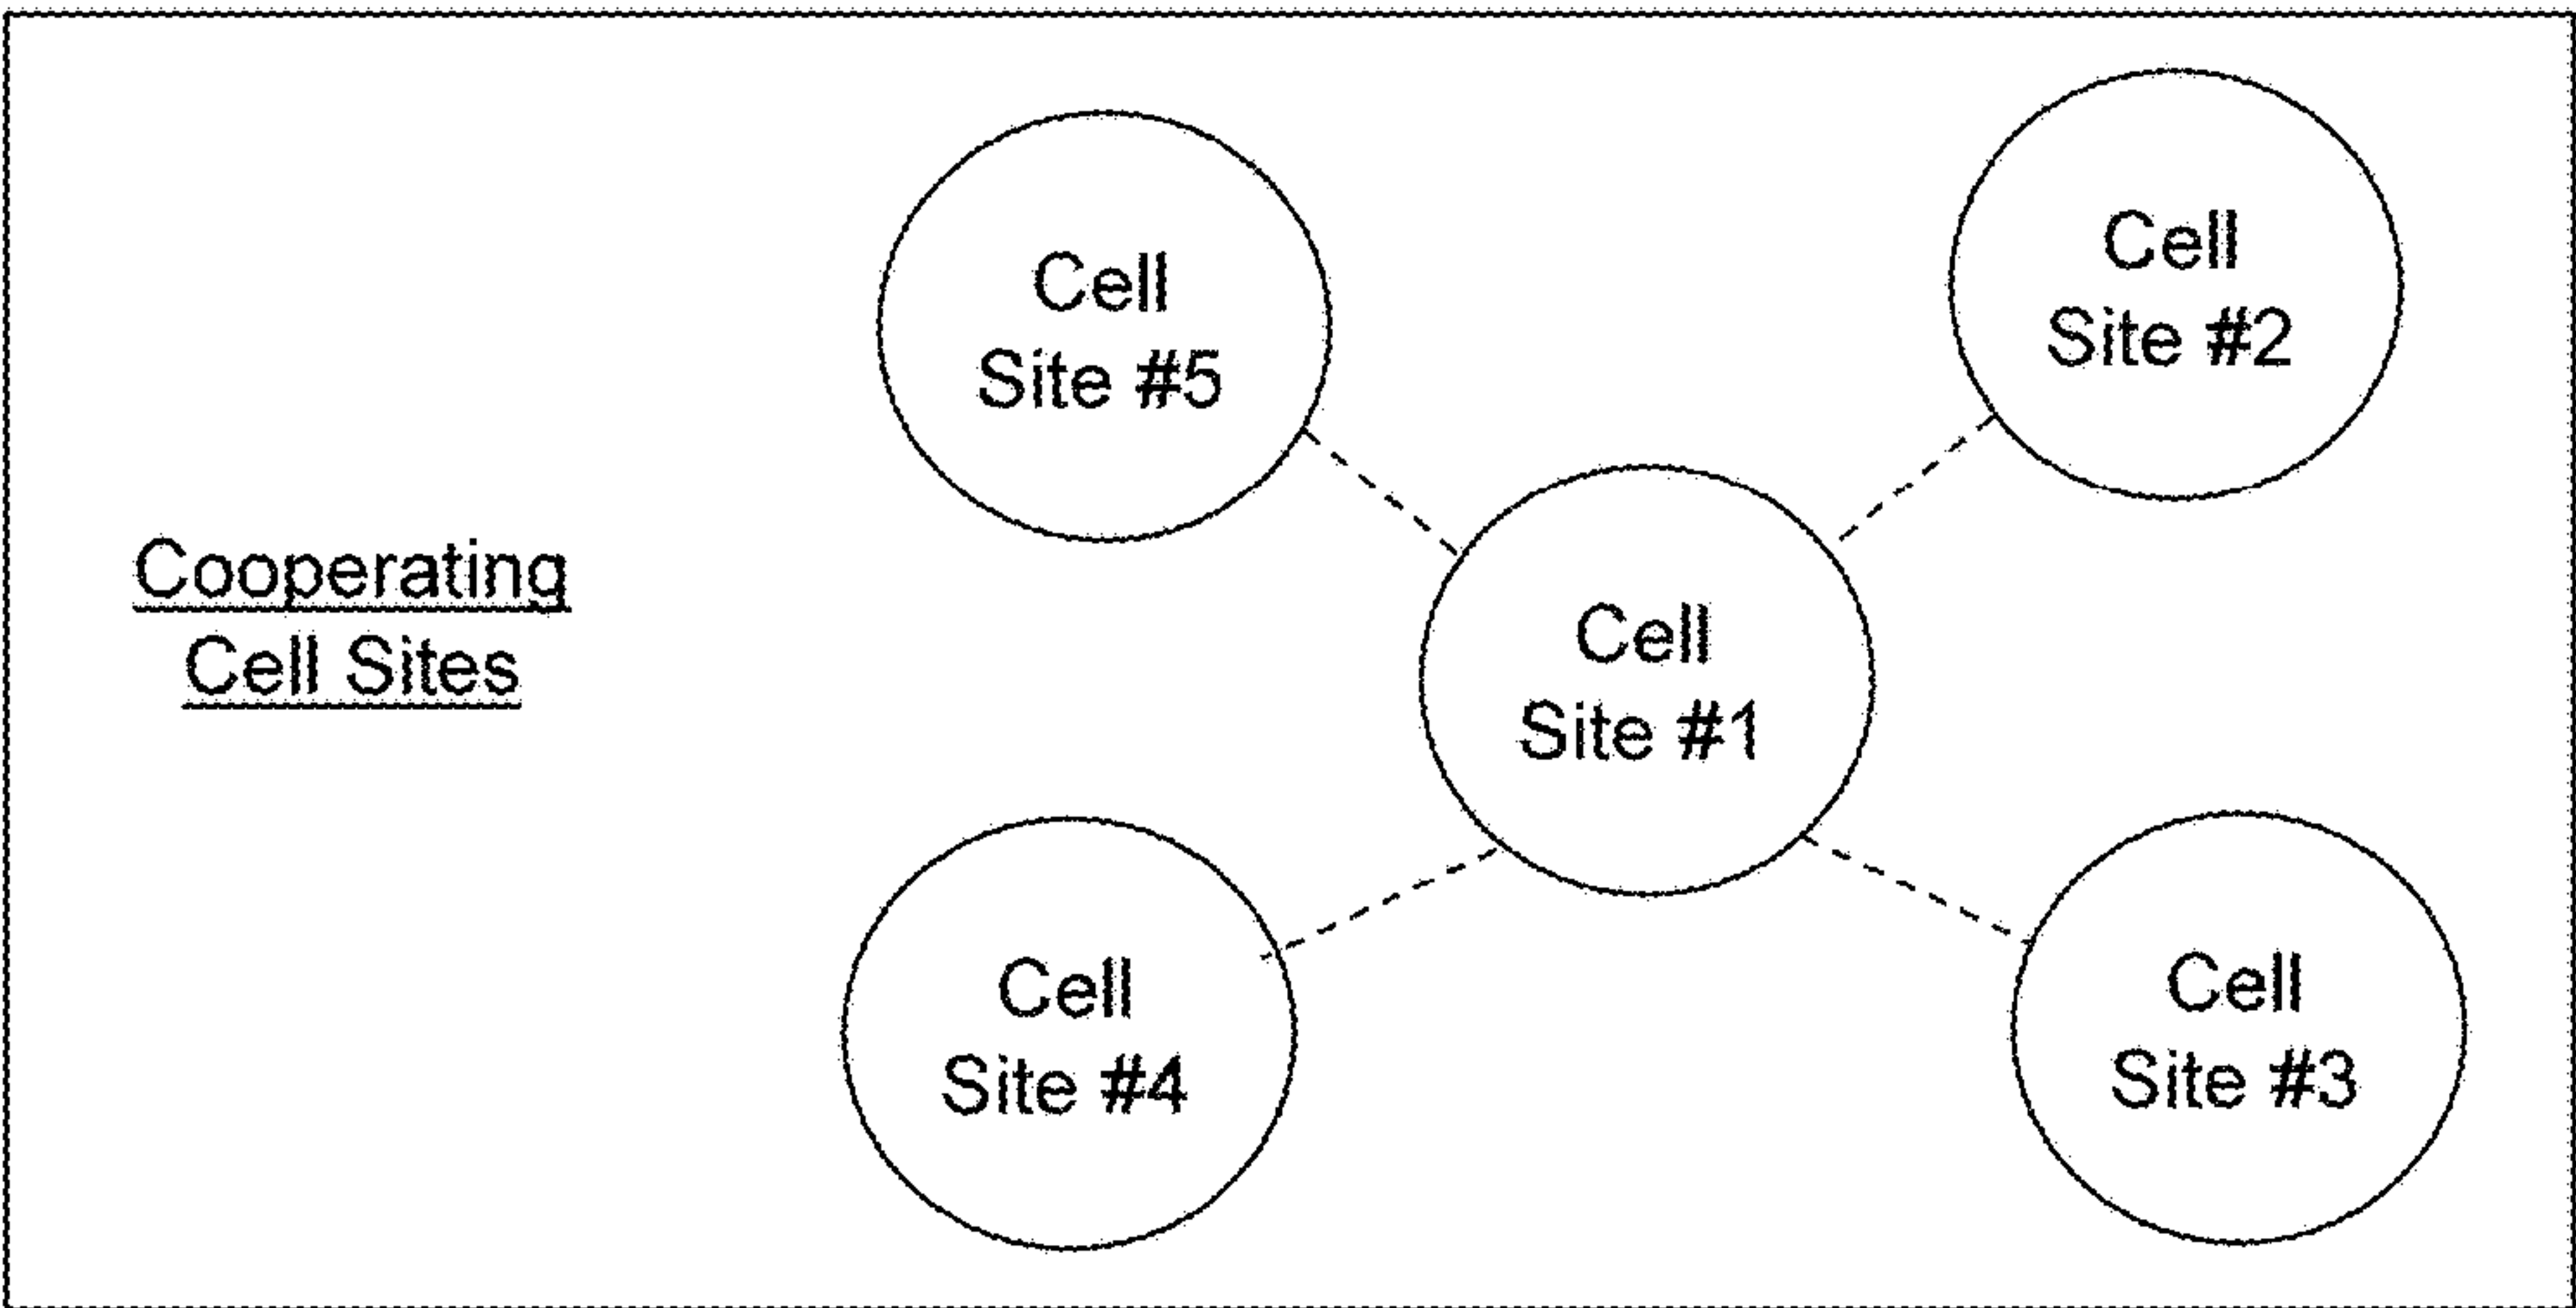 Cooperating
Cell Sites
Cell
Site #5
Cell
Site #2
Cell
Site #1
Cell
Site #4
Cell
Site #3